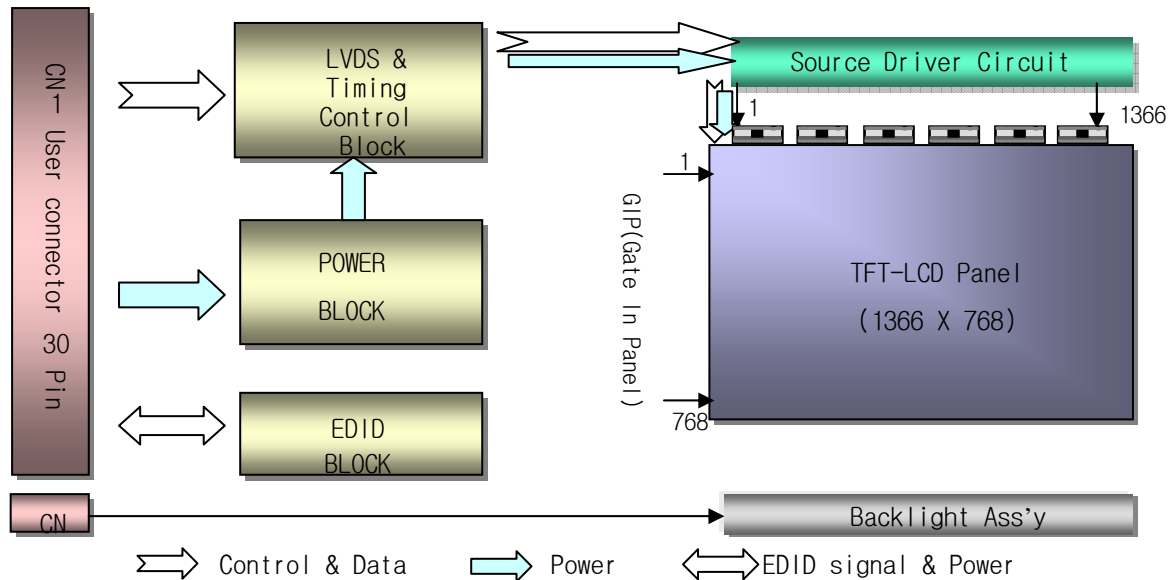 CN1 User connector 30 Pin
LVDS &
Timing
Control
Block
POWER
BLOCK
EDID
BLOCK
Source Driver Circuit
1
1366
1
GIP(Gate In Panel)
768
TFT-LCD Panel
(1366 X 768)
CN
Backlight Ass'y
Control & Data
Power
EDID signal & Power